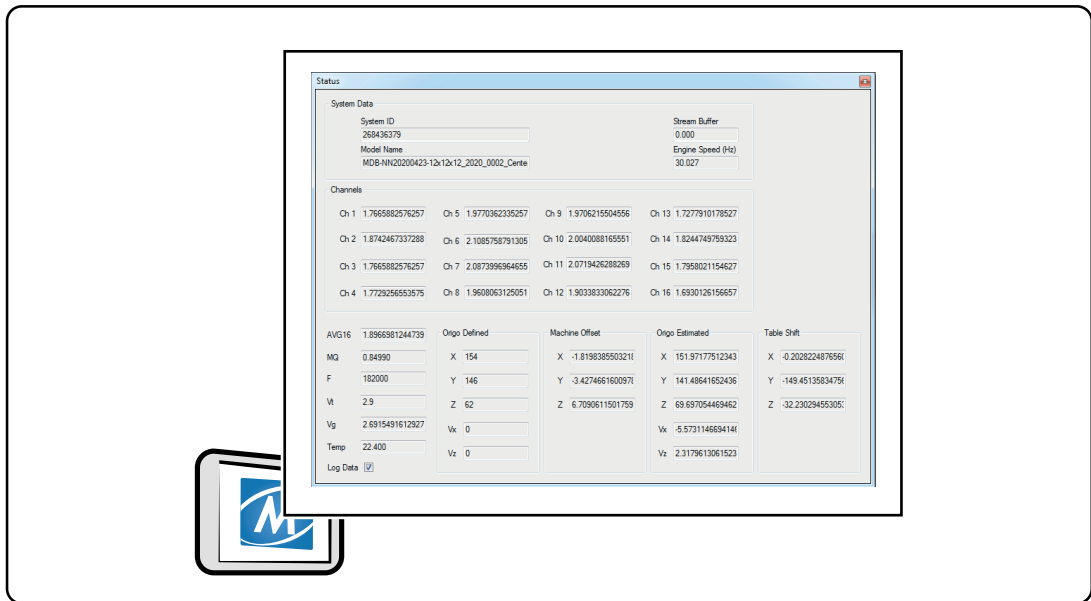 Status
System Data
System ID
268436379
Model Name
MDB-NN20200423-12x12x12_2020_0002_Cente
Stream Buffer
0.000
Engine Speed (Hz)
30.027
Channels
Ch 1 1.7665882576257 Ch 5 1.9770362335257 Ch 9 1.9706215504556 Ch 13 1.7277910178527
Ch 2 1.8742467337288 Ch 6 2.1085758791305 Ch 10 2.0040088165551 Ch 14 1.8244759759323
Ch 3 1.7665882576257 Ch 7 2.0873996964655 Ch 11 2.0719426288269 Ch 15 1.7958021154627
Ch 4 1.7729256553575 Ch 8 1.9608063125051 Ch 12 1.9033833062276 Ch 16 1.6930126156657
AVG16 1.8966981244739
MQ 0.84990
F 182000
Vt 2.9
Vg 2.6915491612927
Temp 22.400
Log Data
Origo Defined
X 154
Y 146
Z 62
Vx 0
Vz 0
Machine Offset
X -1.8198385503218
Y -3.4274661600978
Z 6.7090611501759
Origo Estimated
X 151.97177512343
Y 141.48641652436
Z 69.697054469462
Vx -5.5731146694146
Vz 2.3179613061523
Table Shift
X -0.2028224876560
Y -149.45135834756
Z -32.230294553053
M